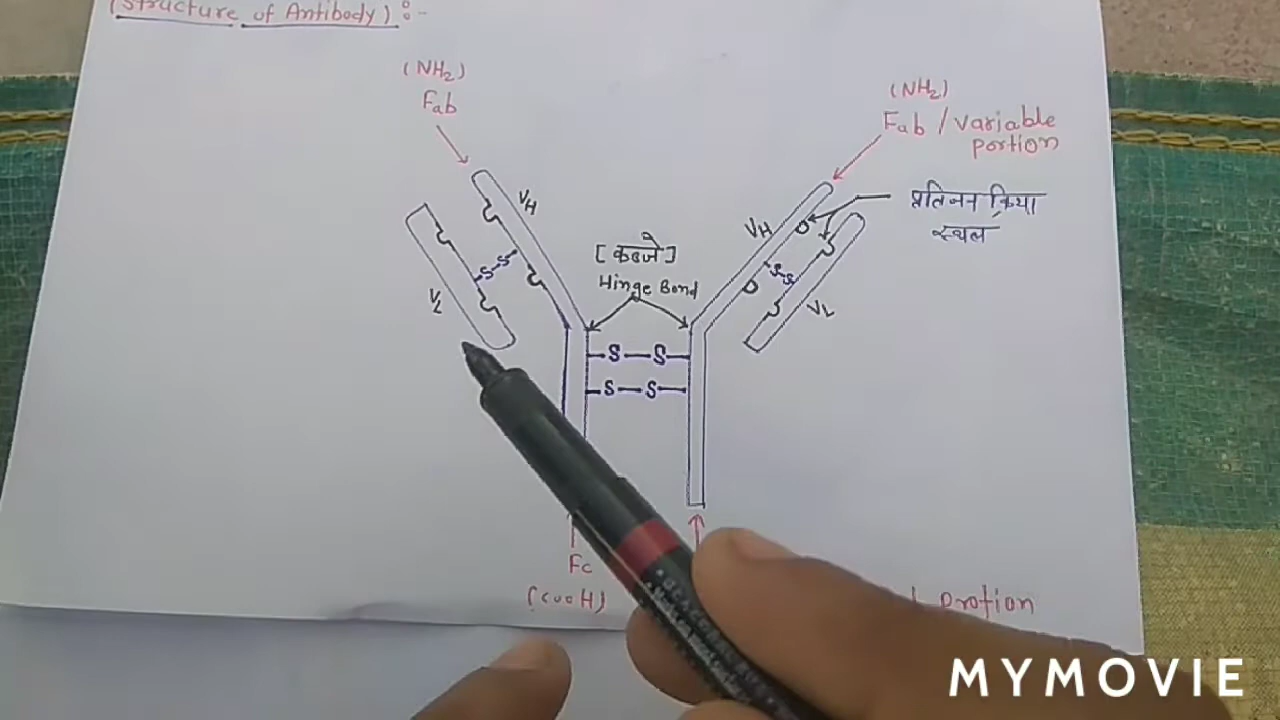 (Structure of Antibody) :-
(NH2)
Fab
(NH2)
Fab / variable
portion
VH
VH
प्रतिजन क्रिया
स्थल
[कब्जे]
Hinge Bond
S-S
S-S
VL
VL
S—S
S—S
Fc
(COOH)
protion
MYMOVIE